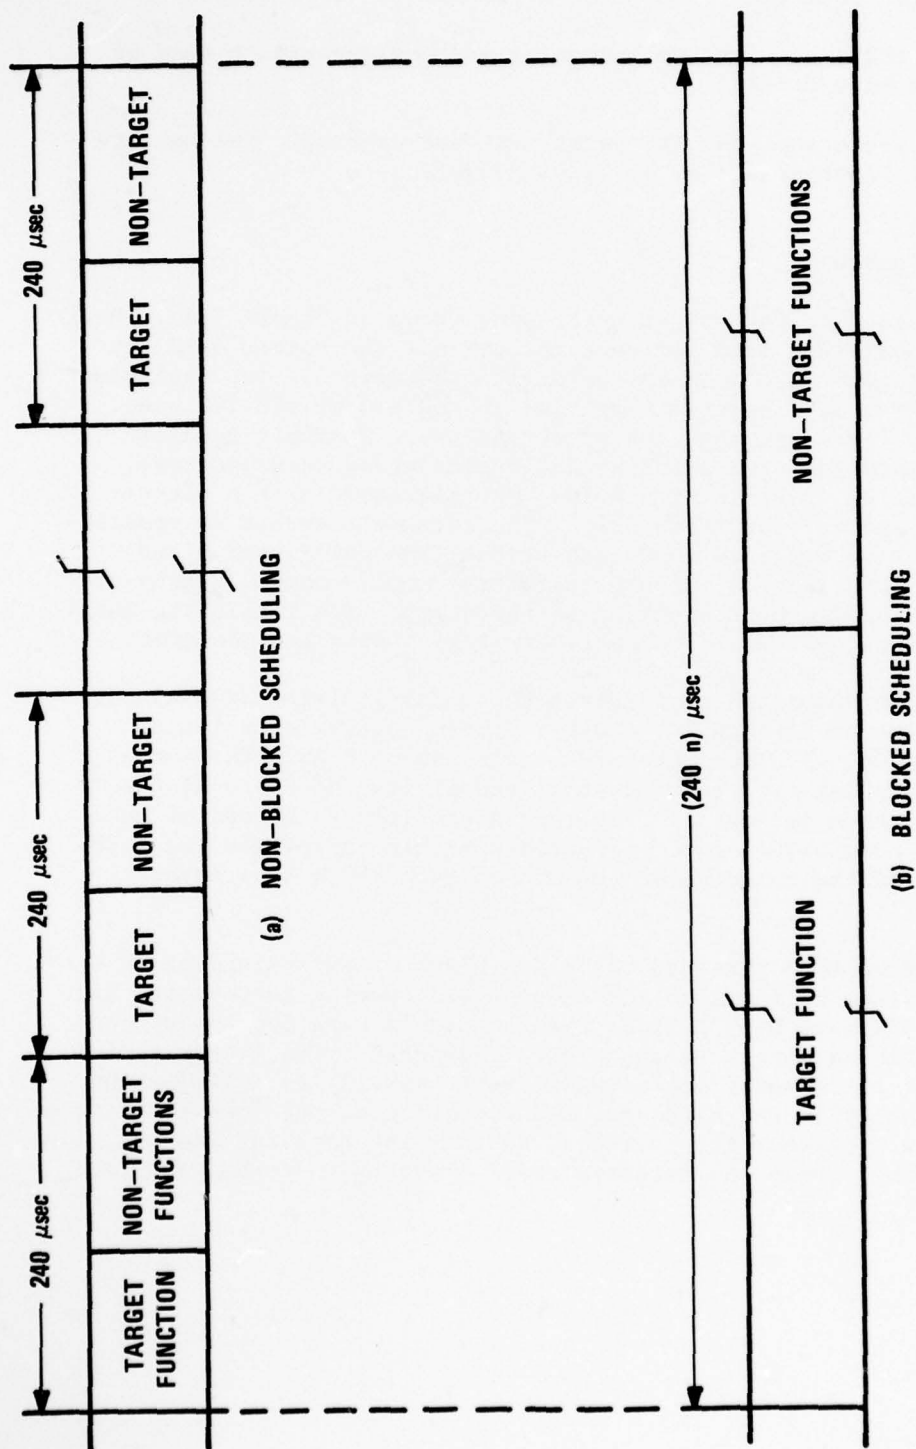 240 μsec
240 μsec
240 μsec
TARGET
FUNCTION
NON-TARGET
FUNCTIONS
TARGET
NON-TARGET
TARGET
NON-TARGET
(a) NON-BLOCKED SCHEDULING
(240 n) μsec
TARGET FUNCTION
NON-TARGET FUNCTIONS
(b) BLOCKED SCHEDULING